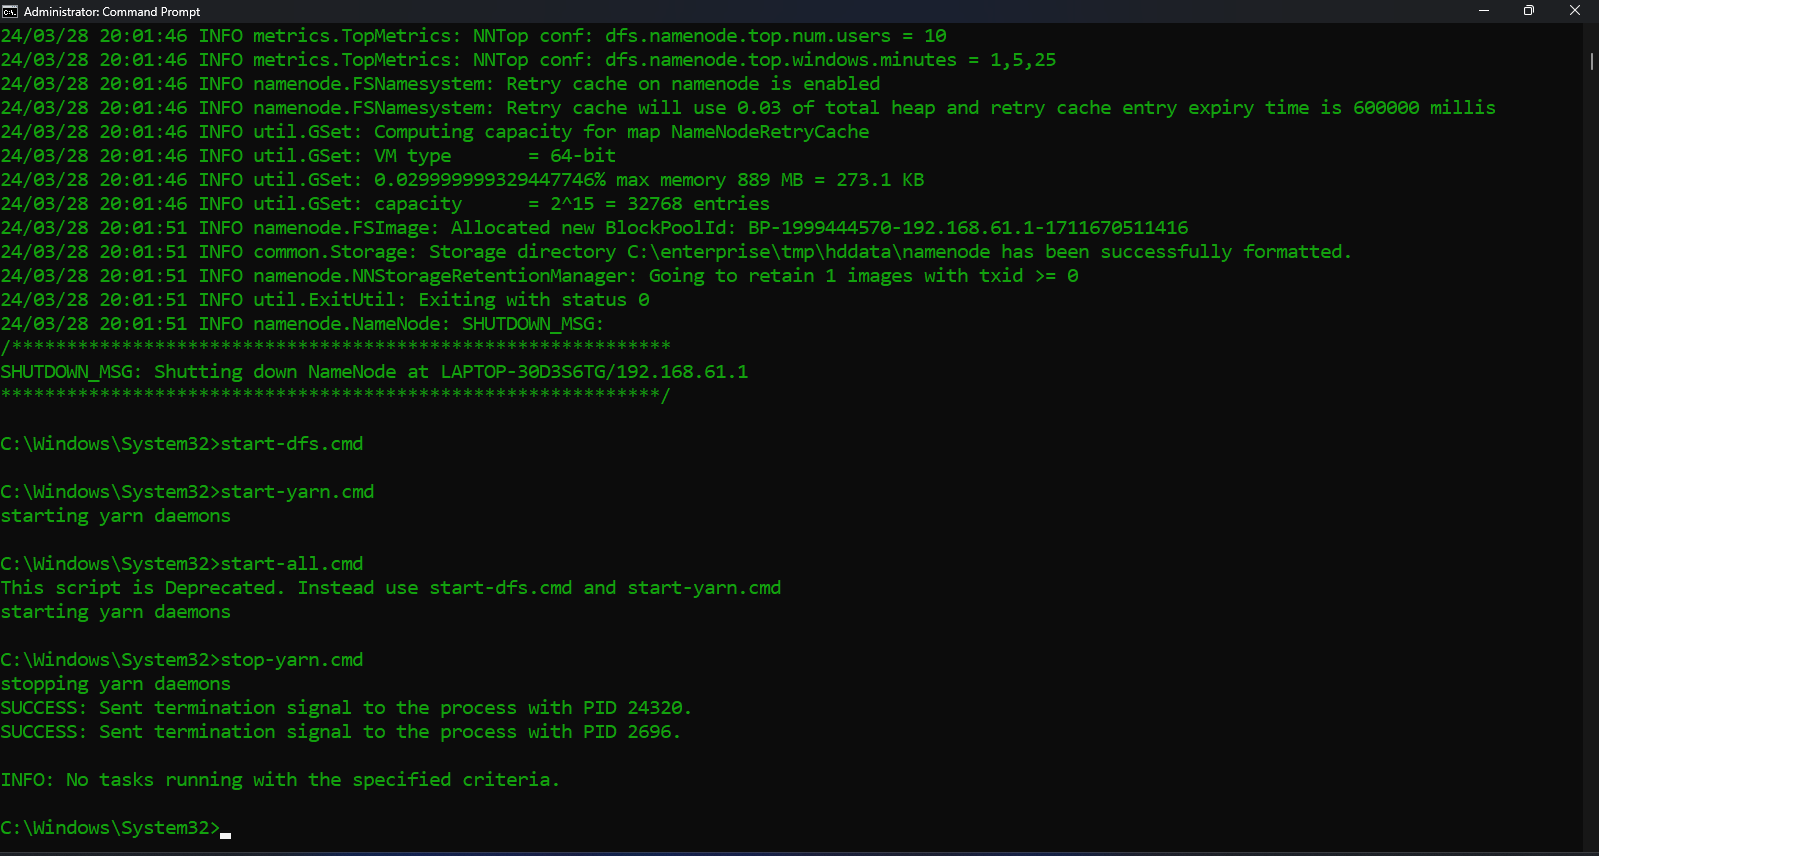 Administrator: Command Prompt
24/03/28 20:01:46 INFO metrics.TopMetrics: NNTop conf: dfs.namenode.top.num.users = 10
24/03/28 20:01:46 INFO metrics.TopMetrics: NNTop conf: dfs.namenode.top.windows.minutes = 1,5,25
24/03/28 20:01:46 INFO namenode.FSNamesystem: Retry cache on namenode is enabled
24/03/28 20:01:46 INFO namenode.FSNamesystem: Retry cache will use 0.03 of total heap and retry cache entry expiry time is 600000 millis
24/03/28 20:01:46 INFO util.GSet: Computing capacity for map NameNodeRetryCache
24/03/28 20:01:46 INFO util.GSet: VM type       = 64-bit
24/03/28 20:01:46 INFO util.GSet: 0.029999999329447746% max memory 889 MB = 273.1 KB
24/03/28 20:01:46 INFO util.GSet: capacity      = 2^15 = 32768 entries
24/03/28 20:01:51 INFO namenode.FSImage: Allocated new BlockPoolId: BP-1999444570-192.168.61.1-1711670511416
24/03/28 20:01:51 INFO common.Storage: Storage directory C:\enterprise\tmp\hddata\namenode has been successfully formatted.
24/03/28 20:01:51 INFO namenode.NNStorageRetentionManager: Going to retain 1 images with txid >= 0
24/03/28 20:01:51 INFO util.ExitUtil: Exiting with status 0
24/03/28 20:01:51 INFO namenode.NameNode: SHUTDOWN_MSG:
/************************************************************
SHUTDOWN_MSG: Shutting down NameNode at LAPTOP-30D3S6TG/192.168.61.1
************************************************************/
C:\Windows\System32>start-dfs.cmd
C:\Windows\System32>start-yarn.cmd
starting yarn daemons
C:\Windows\System32>start-all.cmd
This script is Deprecated. Instead use start-dfs.cmd and start-yarn.cmd
starting yarn daemons
C:\Windows\System32>stop-yarn.cmd
stopping yarn daemons
SUCCESS: Sent termination signal to the process with PID 24320.
SUCCESS: Sent termination signal to the process with PID 2696.
INFO: No tasks running with the specified criteria.
C:\Windows\System32>